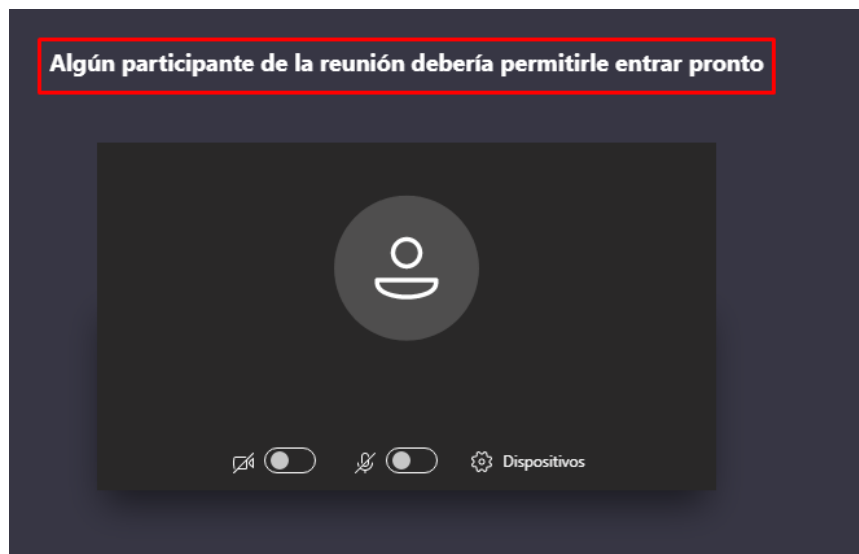 Algún participante de la reunión debería permitirle entrar pronto
Dispositivos